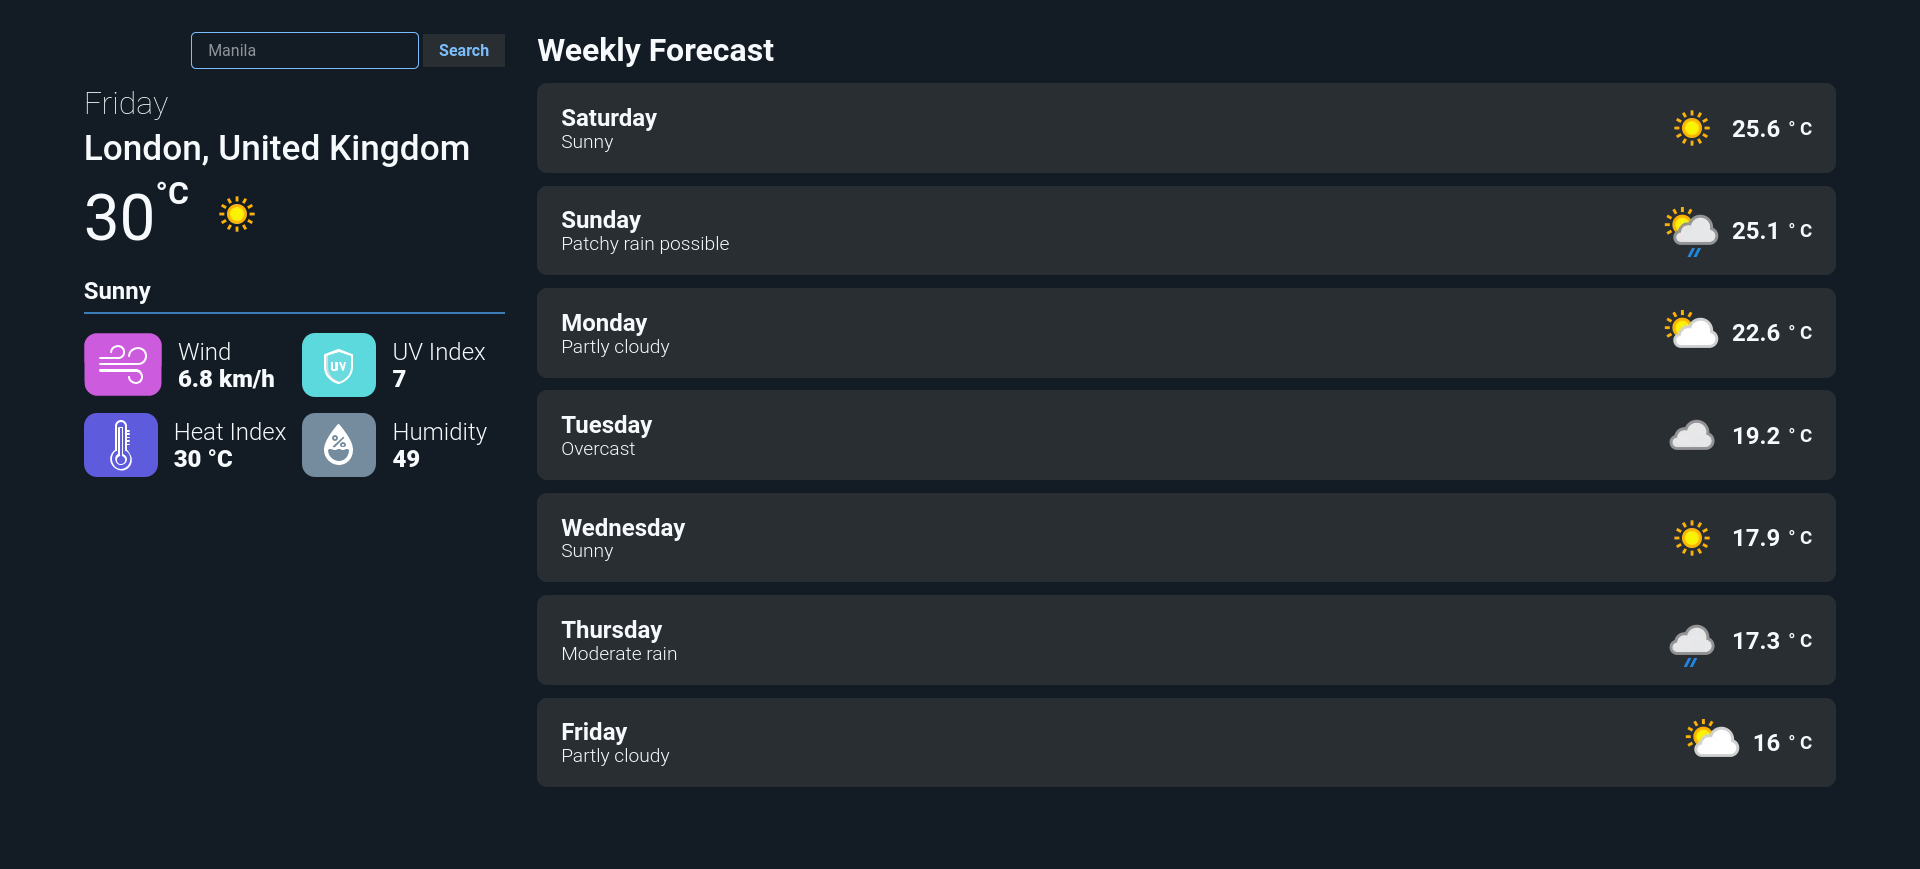 Manila
Search
Friday
London, United Kingdom
30 °C
Sunny
Wind
6.8 km/h
UV
UV Index
7
Heat Index
30 °C
%
Humidity
49
Weekly Forecast
Saturday
Sunny
25.6 ° C
Sunday
Patchy rain possible
25.1 ° C
Monday
Partly cloudy
22.6 ° C
Tuesday
Overcast
19.2 ° C
Wednesday
Sunny
17.9 ° C
Thursday
Moderate rain
17.3 ° C
Friday
Partly cloudy
16 ° C